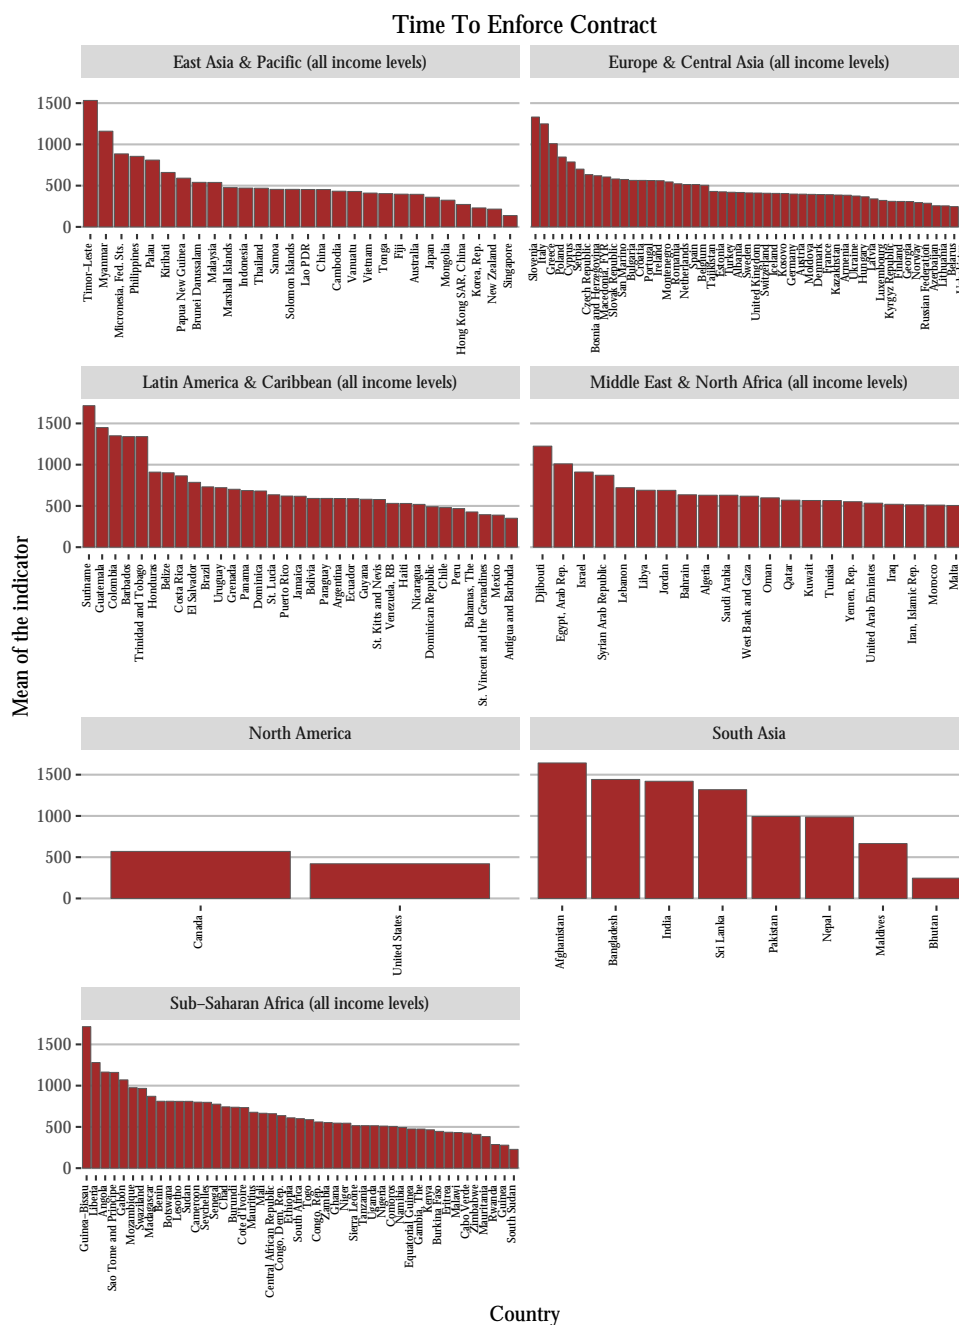 Time To Enforce Contract
East Asia & Pacific (all income levels)
Europe & Central Asia (all income levels)
1500
1000
500
0
Timor−Leste
Myanmar
Micronesia, Fed. Sts.
Philippines
Palau
Kiribati
Papua New Guinea
Brunei Darussalam
Malaysia
Marshall Islands
Indonesia
Thailand
Samoa
Solomon Islands
Lao PDR
China
Cambodia
Vanuatu
Vietnam
Tonga
Fiji
Australia
Japan
Mongolia
Hong Kong SAR, China
Korea, Rep.
New Zealand
Singapore
Slovenia
Italy
Greece
Poland
Cyprus
Serbia
Czech Republic
Bosnia and Herzegovina
Macedonia, FYR
Slovak Republic
San Marino
Bulgaria
Croatia
Portugal
Ireland
Montenegro
Romania
Netherlands
Spain
Belgium
Tajikistan
Estonia
Turkey
Albania
Sweden
United Kingdom
Switzerland
Iceland
Kosovo
Germany
Austria
Moldova
Denmark
France
Kazakhstan
Armenia
Ukraine
Hungary
Latvia
Luxembourg
Kyrgyz Republic
Finland
Georgia
Norway
Russian Federation
Azerbaijan
Lithuania
Belarus
Latin America & Caribbean (all income levels)
Middle East & North Africa (all income levels)
1500
1000
500
0
Suriname
Guatemala
Colombia
Barbados
Trinidad and Tobago
Honduras
Belize
Costa Rica
El Salvador
Brazil
Uruguay
Grenada
Panama
Dominica
St. Lucia
Puerto Rico
Jamaica
Bolivia
Paraguay
Argentina
Ecuador
Guyana
St. Kitts and Nevis
Venezuela, RB
Haiti
Nicaragua
Dominican Republic
Chile
Peru
Bahamas, The
St. Vincent and the Grenadines
Mexico
Antigua and Barbuda
Djibouti
Egypt, Arab Rep.
Israel
Syrian Arab Republic
Lebanon
Libya
Jordan
Bahrain
Algeria
Saudi Arabia
West Bank and Gaza
Oman
Qatar
Kuwait
Tunisia
Yemen, Rep.
United Arab Emirates
Iraq
Iran, Islamic Rep.
Morocco
Malta
Mean of the indicator
North America
South Asia
1500
1000
500
0
Canada
United States
Afghanistan
Bangladesh
India
Sri Lanka
Pakistan
Nepal
Maldives
Bhutan
Sub−Saharan Africa (all income levels)
1500
1000
500
0
Guinea−Bissau
Liberia
Angola
Sao Tome and Principe
Gabon
Mozambique
Swaziland
Madagascar
Benin
Botswana
Lesotho
Sudan
Cameroon
Seychelles
Senegal
Chad
Burundi
Cote d'Ivoire
Mauritius
Mali
Central African Republic
Congo, Dem. Rep.
Ethiopia
South Africa
Togo
Congo, Rep.
Zambia
Ghana
Niger
Sierra Leone
Tanzania
Uganda
Nigeria
Comoros
Namibia
Equatorial Guinea
Gambia, The
Kenya
Burkina Faso
Eritrea
Malawi
Cabo Verde
Zimbabwe
Mauritania
Rwanda
Guinea
South Sudan
Country